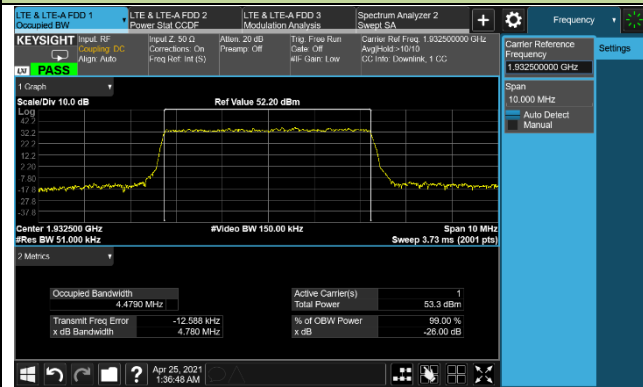 LTE & LTE-A FDD 1
Occupied BW
LTE & LTE-A FDD 2
Power Stat CCDF
LTE & LTE-A FDD 3
Modulation Analysis
Spectrum Analyzer 2
Swept SA
+
Frequency
KEYSIGHT
Input: RF
Coupling: DC
Align: Auto
Input Z: 50 Ω
Corrections: On
Freq Ref: Int (S)
Atten: 20 dB
Preamp: Off
Trig: Free Run
Gate: Off
#IF Gain: Low
Carrier Ref Freq: 1.932500000 GHz
Avg|Hold:>10/10
CC Info: Downlink, 1 CC
LXI
PASS
Carrier Reference
Frequency
1.932500000 GHz
Settings
Span
10.000 MHz
Auto Detect
Manual
1 Graph
Scale/Div 10.0 dB
Ref Value 52.20 dBm
Log
42.2
32.2
22.2
12.2
2.20
-7.80
-17.8
-27.8
-37.8
Center 1.932500 GHz
#Video BW 150.00 kHz
Span 10 MHz
#Res BW 51.000 kHz
Sweep 3.73 ms (2001 pts)
2 Metrics
Occupied Bandwidth
4.4790 MHz
Active Carrier(s) 1
Total Power 53.3 dBm
Transmit Freq Error -12.588 kHz
% of OBW Power 99.00 %
x dB Bandwidth 4.780 MHz
x dB -26.00 dB
?
Apr 25, 2021
1:36:48 AM